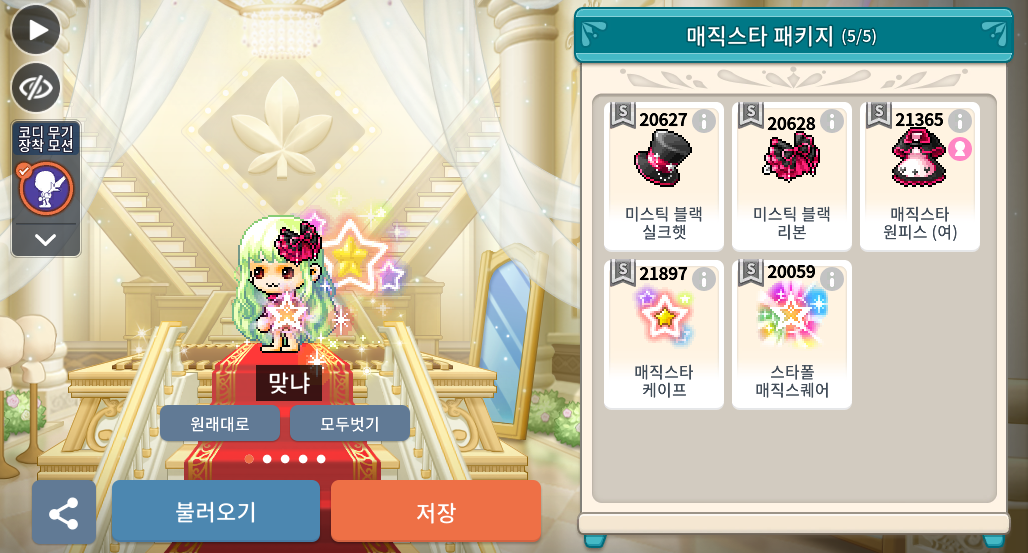 매직스타 패키지 (5/5)
코디 무기
장착 모션
S 20627
미스틱 블랙
실크햇
S 20628
미스틱 블랙
리본
S 21365
매직스타
원피스 (여)
S 21897
매직스타
케이프
S 20059
스타폴
매직스퀘어
맞냐
원래대로
모두벗기
불러오기
저장